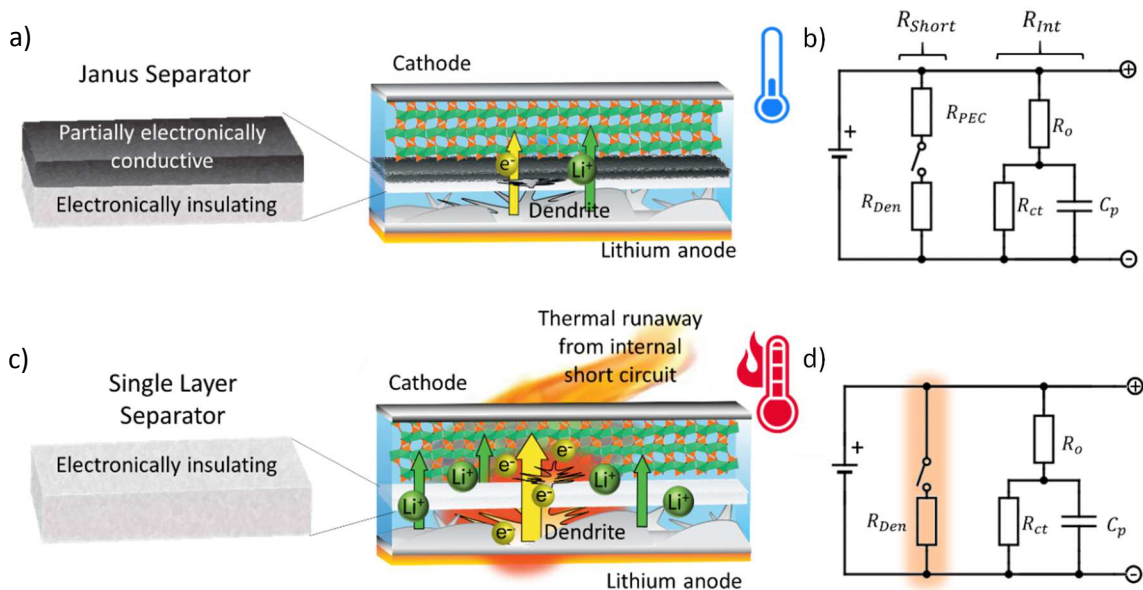 a)
Janus Separator
Partially electronically
conductive
Electronically insulating
Cathode
e⁻
Li⁺
Dendrite
Lithium anode
b)
R_Short
R_Int
+
+
R_PEC
R_o
R_Den
R_ct
C_p
−
c)
Single Layer
Separator
Electronically insulating
Thermal runaway
from internal
short circuit
Cathode
e⁻
Li⁺
e⁻
Li⁺
e⁻
Li⁺
Li⁺
e⁻
Dendrite
Lithium anode
d)
+
+
R_o
R_Den
R_ct
C_p
−